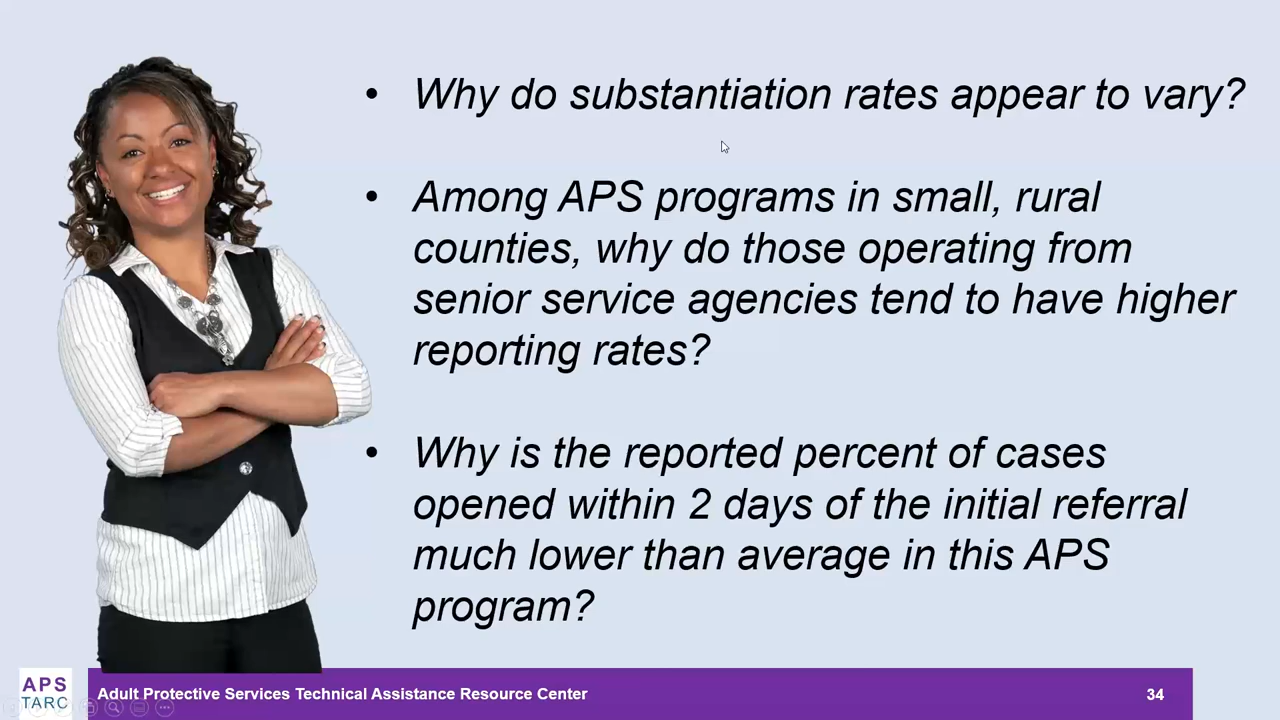 • Why do substantiation rates appear to vary?
• Among APS programs in small, rural
counties, why do those operating from
senior service agencies tend to have higher
reporting rates?
• Why is the reported percent of cases
opened within 2 days of the initial referral
much lower than average in this APS
program?
APS
TARC
Adult Protective Services Technical Assistance Resource Center
34